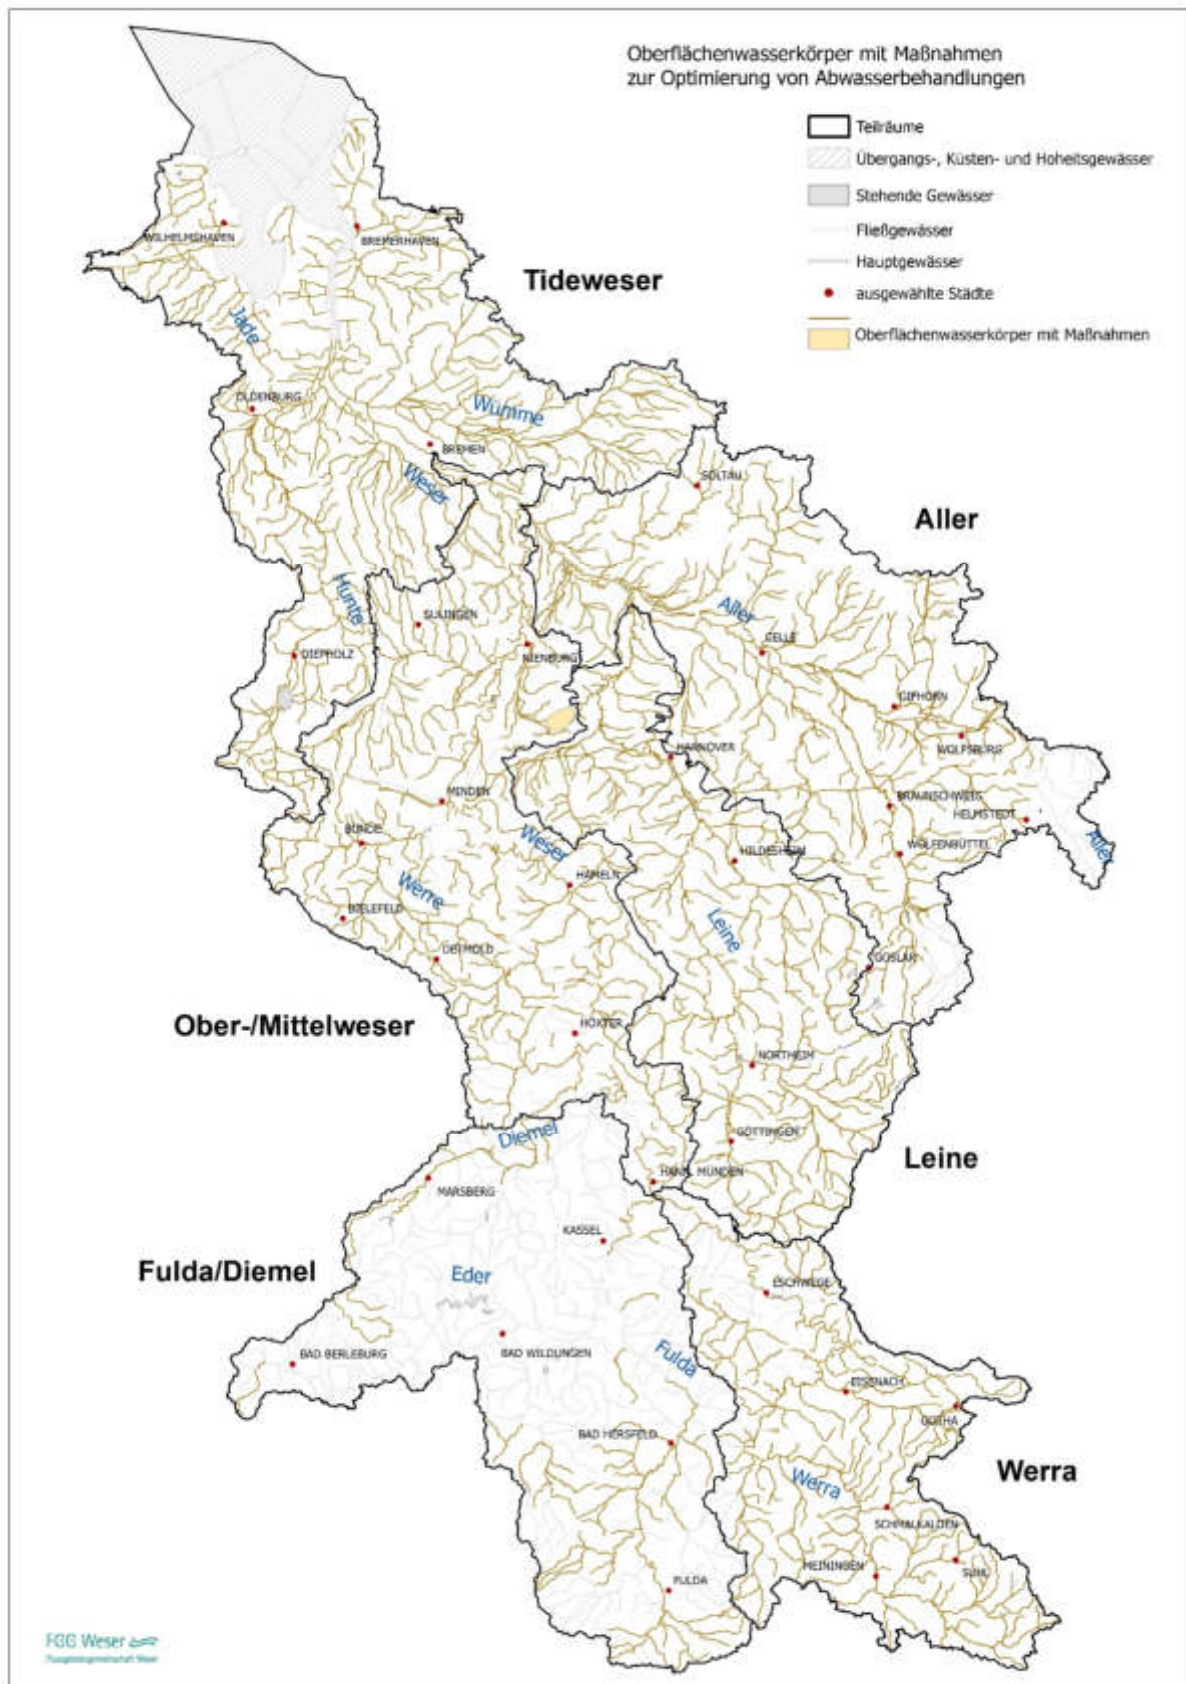 Oberflächenwasserkörper mit Maßnahmen
zur Optimierung von Abwasserbehandlungen
Teilräume
Übergangs-, Küsten- und Hoheitsgewässer
Stehende Gewässer
Fließgewässer
Hauptgewässer
ausgewählte Städte
Oberflächenwasserkörper mit Maßnahmen
WILHELMSHAVEN
BREMERHAVEN
Tideweser
Jade
OLDENBURG
Wümme
BREMEN
Weser
SOLTAU
Aller
Hunte
SULINGEN
Aller
CELLE
DIEPHOLZ
NIENBURG
GIFHORN
WOLFSBURG
HANNOVER
MINDEN
BRAUNSCHWEIG
HELMSTEDT
BÜNDE
Weser
HILDESHEIM
WOLFENBÜTTEL
Aller
Werre
HAMELN
BIELEFELD
Leine
DETMOLD
GOSLAR
Ober-/Mittelweser
HÖXTER
NORTHEIM
Diemel
GÖTTINGEN
Leine
HANN. MÜNDEN
MARSBERG
KASSEL
Fulda/Diemel
Eder
ESCHWEGE
BAD BERLEBURG
BAD WILDUNGEN
Fulda
EISENACH
GOTHA
BAD HERSFELD
Werra
Werra
SCHMALKALDEN
MEININGEN
SUHL
FULDA
FGG Weser
Flussgebietsgemeinschaft Weser